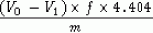 (V₀ − V₁) × f × 4.404
m